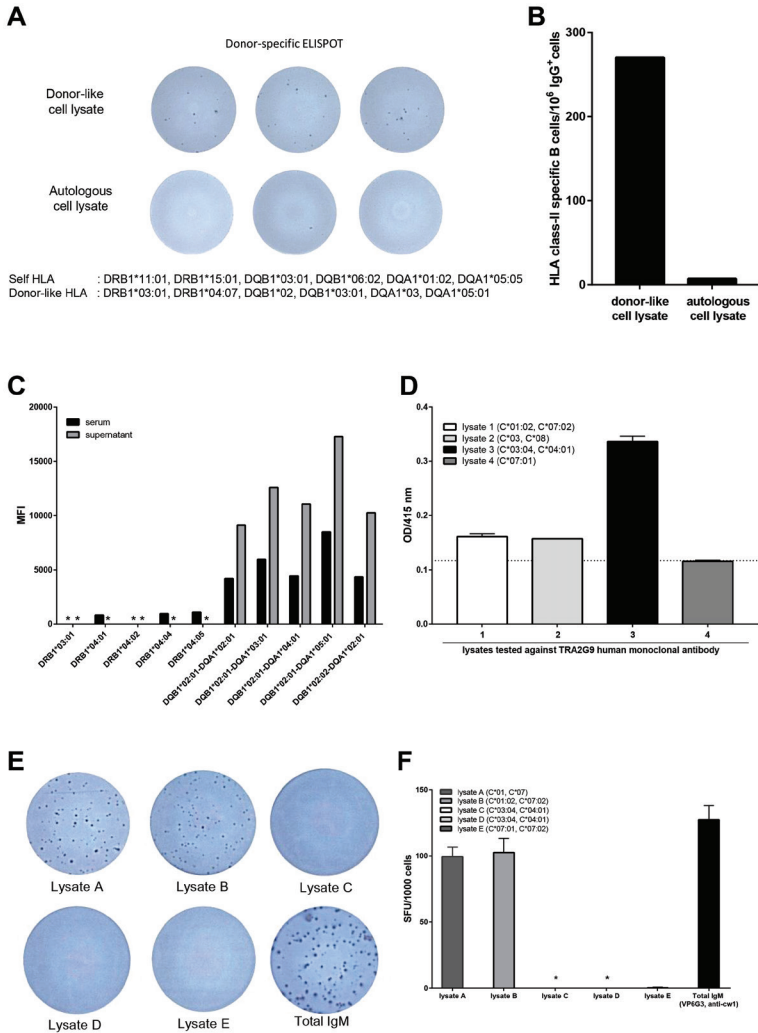 A
Donor-specific ELISPOT
Donor-like
cell lysate
Autologous
cell lysate
Self HLA : DRB1*11:01, DRB1*15:01, DQB1*03:01, DQB1*06:02, DQA1*01:02, DQA1*05:05
Donor-like HLA : DRB1*03:01, DRB1*04:07, DQB1*02, DQB1*03:01, DQA1*03, DQA1*05:01
B
HLA class-II specific B cells/10⁶ IgG⁺cells
300
200
100
0
donor-like
cell lysate
autologous
cell lysate
C
MFI
20000
15000
10000
5000
0
serum
supernatant
* * * * * * *
DRB1*03:01
DRB1*04:01
DRB1*04:02
DRB1*04:04
DRB1*04:05
DQB1*02:01-DQA1*02:01
DQB1*02:01-DQA1*03:01
DQB1*02:01-DQA1*04:01
DQB1*02:01-DQA1*05:01
DQB1*02:02-DQA1*02:01
D
OD/415 nm
0.4
0.3
0.2
0.1
0.0
lysate 1 (C*01:02, C*07:02)
lysate 2 (C*03, C*08)
lysate 3 (C*03:04, C*04:01)
lysate 4 (C*07:01)
1 2 3 4
lysates tested against TRA2G9 human monoclonal antibody
E
Lysate A
Lysate B
Lysate C
Lysate D
Lysate E
Total IgM
F
SFU/1000 cells
150
100
50
0
lysate A (C*01, C*07)
lysate B (C*01:02, C*07:02)
lysate C (C*03:04, C*04:01)
lysate D (C*03:04, C*04:01)
lysate E (C*07:01, C*07:02)
* *
lysate A
lysate B
lysate C
lysate D
lysate E
Total IgM
(VP6G3, anti-cw1)